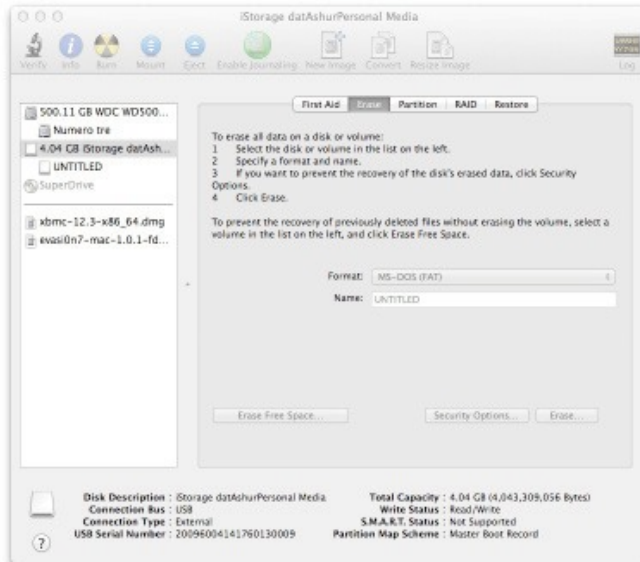 iStorage datAshurPersonal Media
Verify Info Burn Mount Eject Enable Journaling New Image Convert Resize Image Log
500.11 GB WDC WD500...
Numero tre
4.04 GB iStorage datAsh...
UNTITLED
SuperDrive
xbmc-12.3-x86_64.dmg
evasi0n7-mac-1.0.1-fd...
First Aid Erase Partition RAID Restore
To erase all data on a disk or volume:
1 Select the disk or volume in the list on the left.
2 Specify a format and name.
3 If you want to prevent the recovery of the disk's erased data, click Security
Options.
4 Click Erase.
To prevent the recovery of previously deleted files without erasing the volume, select a
volume in the list on the left, and click Erase Free Space.
Format: MS-DOS (FAT)
Name: UNTITLED
Erase Free Space... Security Options... Erase...
Disk Description : iStorage datAshurPersonal Media
Connection Bus : USB
Connection Type : External
USB Serial Number : 20096004141760130009
Total Capacity : 4.04 GB (4,043,309,056 Bytes)
Write Status : Read/Write
S.M.A.R.T. Status : Not Supported
Partition Map Scheme : Master Boot Record
?